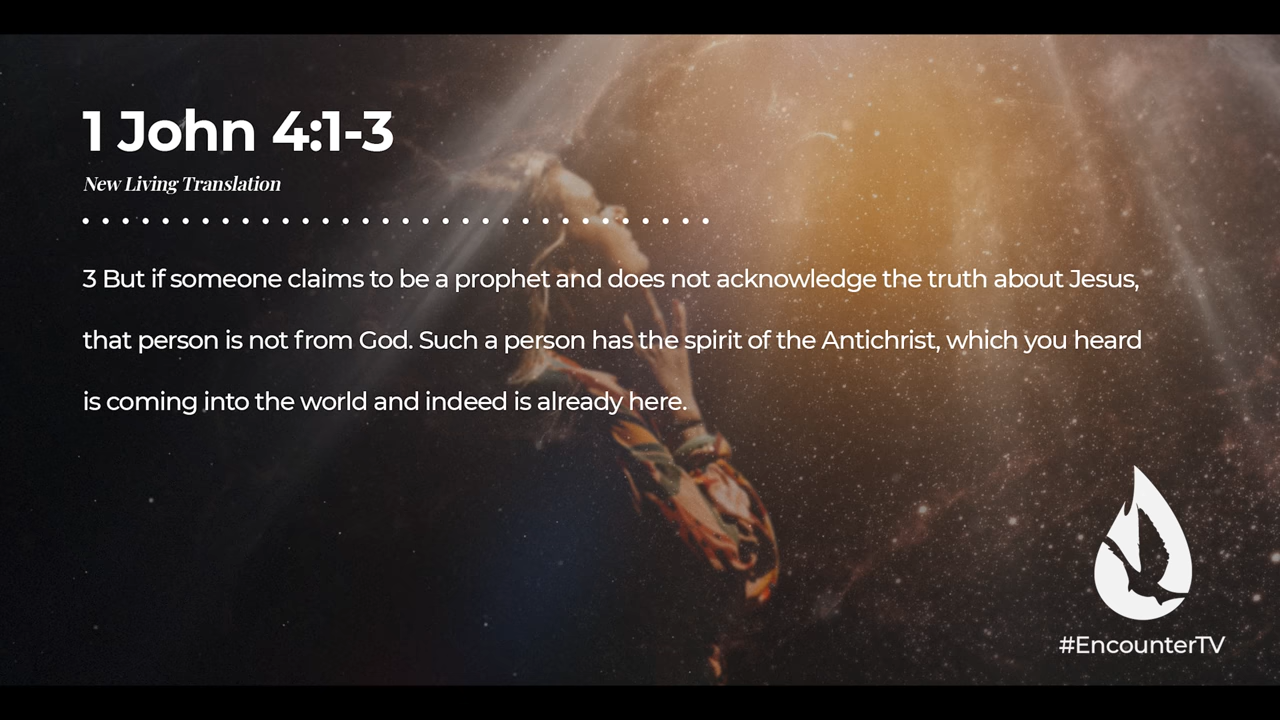 1 John 4:1-3
New Living Translation
3 But if someone claims to be a prophet and does not acknowledge the truth about Jesus,
that person is not from God. Such a person has the spirit of the Antichrist, which you heard
is coming into the world and indeed is already here.
#EncounterTV